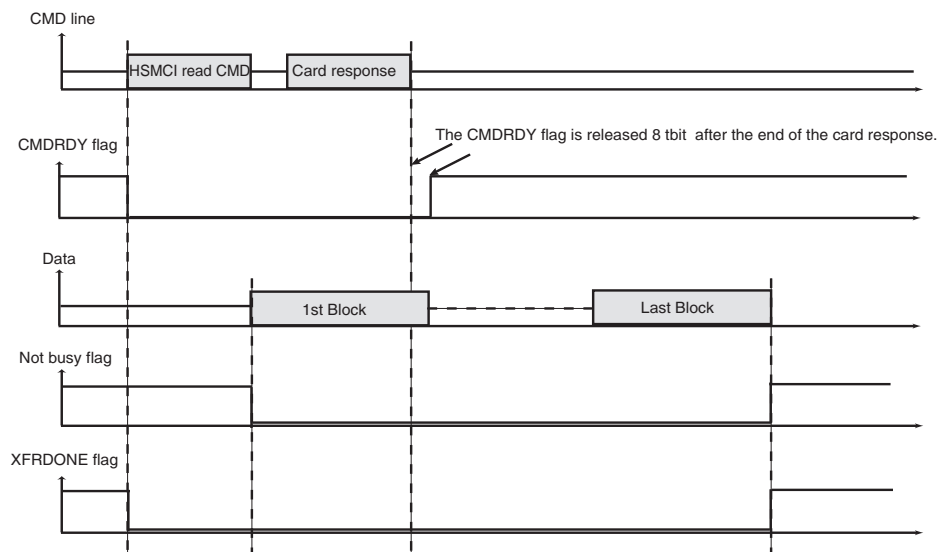 CMD line
HSMCI read CMD
Card response
CMDRDY flag
The CMDRDY flag is released 8 tbit after the end of the card response.
Data
1st Block
Last Block
Not busy flag
XFRDONE flag